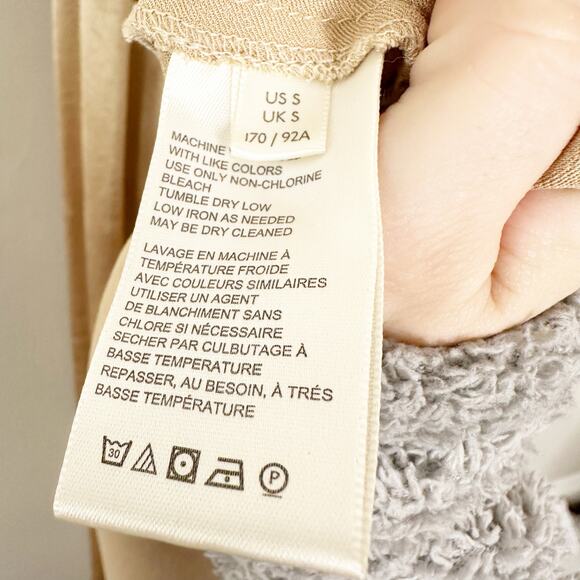 US S
UK S
170 / 92A
MACHINE
WITH LIKE COLORS
USE ONLY NON-CHLORINE
BLEACH
TUMBLE DRY LOW
LOW IRON AS NEEDED
MAY BE DRY CLEANED
LAVAGE EN MACHINE À
TEMPÉRATURE FROIDE
AVEC COULEURS SIMILAIRES
UTILISER UN AGENT
DE BLANCHIMENT SANS
CHLORE SI NÉCESSAIRE
SECHER PAR CULBUTAGE À
BASSE TEMPERATURE
REPASSER, AU BESOIN, À TRÉS
BASSE TEMPÉRATURE
30
P